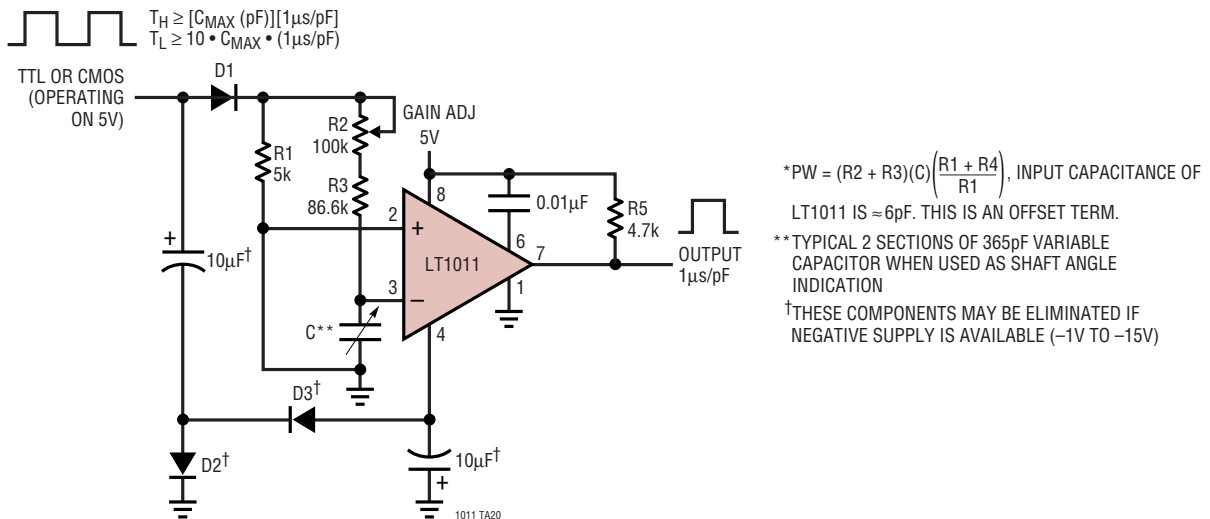 T_H ≥ [C_MAX (pF)][1µs/pF]
T_L ≥ 10 • C_MAX • (1µs/pF)
TTL OR CMOS
(OPERATING
ON 5V)
D1
R1
5k
R2
100k
R3
86.6k
GAIN ADJ
5V
8
0.01µF
R5
4.7k
2
+
LT1011
6
7
OUTPUT
1µs/pF
3
–
1
4
+
10µF†
C**
D3†
D2†
10µF†
+
1011 TA20
*PW = (R2 + R3)(C)((R1 + R4)/R1), INPUT CAPACITANCE OF
LT1011 IS ≈6pF. THIS IS AN OFFSET TERM.
**TYPICAL 2 SECTIONS OF 365pF VARIABLE
CAPACITOR WHEN USED AS SHAFT ANGLE
INDICATION
†THESE COMPONENTS MAY BE ELIMINATED IF
NEGATIVE SUPPLY IS AVAILABLE (–1V TO –15V)